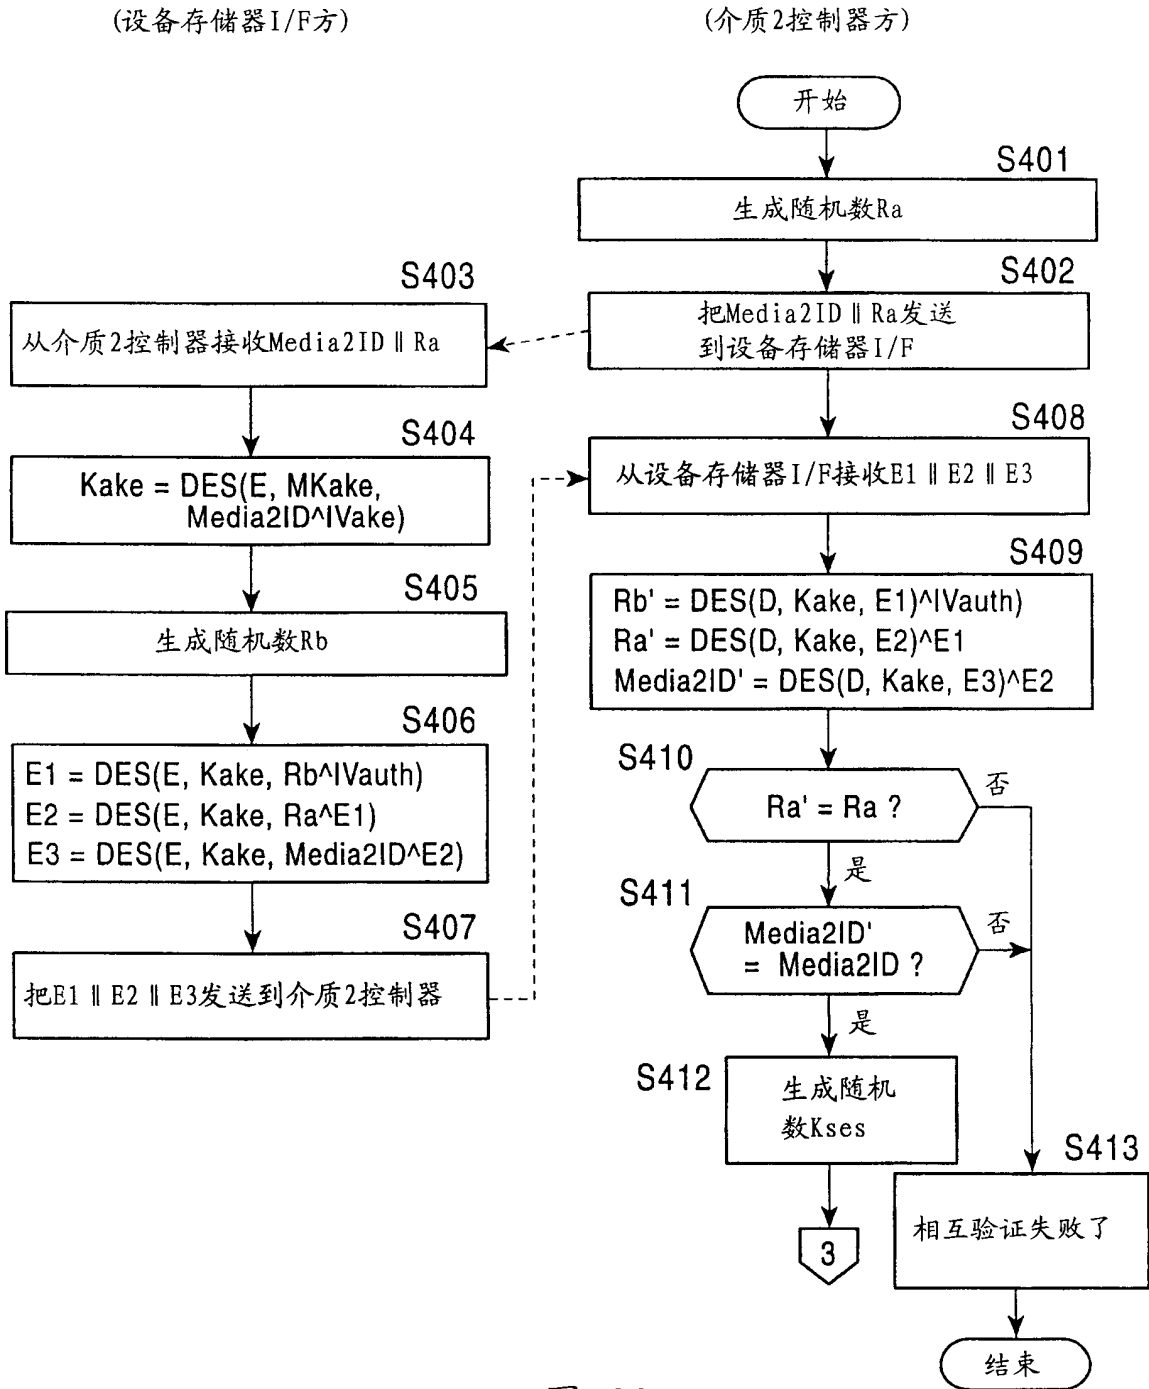 (设备存储器I/F方)
(介质2控制器方)
开始
S401
生成随机数Ra
S402
把Media2ID‖Ra发送
到设备存储器I/F
S403
从介质2控制器接收Media2ID‖Ra
S404
Kake = DES(E, MKake,
Media2ID^IVake)
S405
生成随机数Rb
S406
E1 = DES(E, Kake, Rb^IVauth)
E2 = DES(E, Kake, Ra^E1)
E3 = DES(E, Kake, Media2ID^E2)
S407
把E1‖E2‖E3发送到介质2控制器
S408
从设备存储器I/F接收E1‖E2‖E3
S409
Rb' = DES(D, Kake, E1)^IVauth)
Ra' = DES(D, Kake, E2)^E1
Media2ID' = DES(D, Kake, E3)^E2
S410
Ra' = Ra ?
否
是
S411
Media2ID'
= Media2ID ?
否
是
S412
生成随机
数Kses
3
S413
相互验证失败了
结束